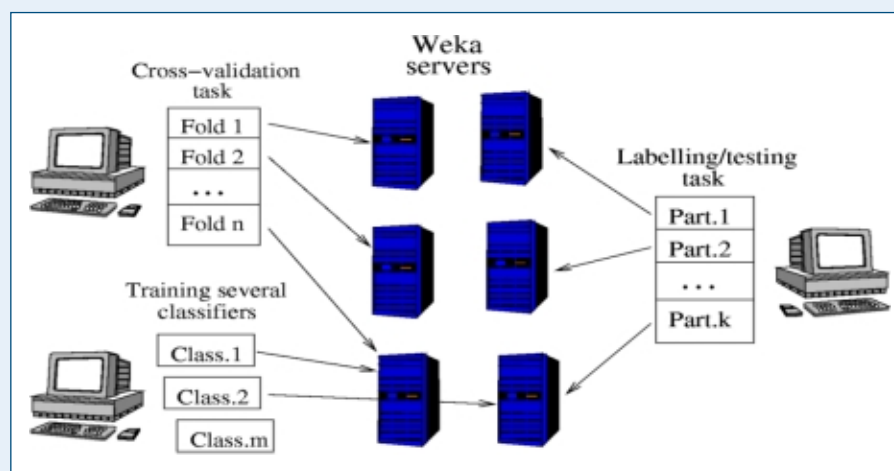 Weka
servers
Cross-validation
task
Fold 1
Fold 2
...
Fold n
Training several
classifiers
Class.1
Class.2
Class.m
Labelling/testing
task
Part.1
Part.2
...
Part.k